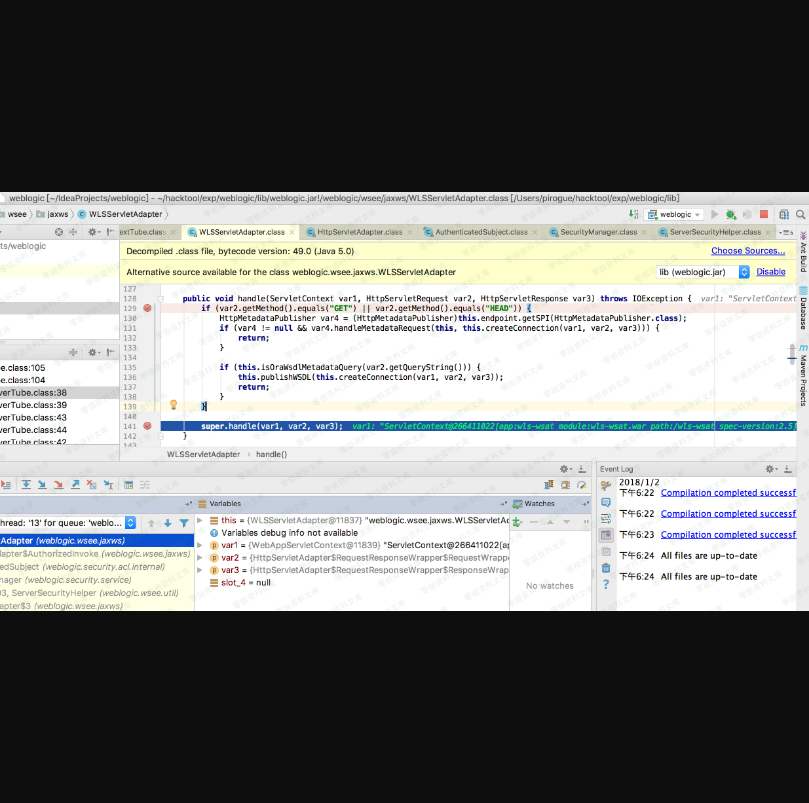 weblogic [~/IdeaProjects/weblogic] - ~/hacktool/exp/weblogic/lib/weblogic.jar!/weblogic/wsee/jaxws/WLSServletAdapter.class [/Users/pirogue/hacktool/exp/weblogic/lib]
wsee jaxws WLSServletAdapter
weblogic
extTube.class WLSServletAdapter.class HttpServletAdapter.class AuthenticatedSubject.class SecurityManager.class ServerSecurityHelper.class
ts/weblogic
Decompiled .class file, bytecode version: 49.0 (Java 5.0) Choose Sources...
Alternative source available for the class weblogic.wsee.jaxws.WLSServletAdapter lib (weblogic.jar) Disable
Ant Build
Database
Maven Projects
127
128 public void handle(ServletContext var1, HttpServletRequest var2, HttpServletResponse var3) throws IOException { var1: "ServletContext
129 if (var2.getMethod().equals("GET") || var2.getMethod().equals("HEAD")) {
130 HttpMetadataPublisher var4 = (HttpMetadataPublisher)this.endpoint.getSPI(HttpMetadataPublisher.class);
131 if (var4 != null && var4.handleMetadataRequest(this, this.createConnection(var1, var2, var3))) {
132 return;
133 }
134
135 if (this.isOraWsdlMetadataQuery(var2.getQueryString())) {
136 this.publishWSDL(this.createConnection(var1, var2, var3));
137 return;
138 }
139 }
140
141 super.handle(var1, var2, var3); var1: "ServletContext@266411022[app:wls-wsat module:wls-wsat.war path:/wls-wsat spec-version:2.5]
142 }
143
e.class:105
e.class:104
verTube.class:38
verTube.class:39
verTube.class:43
verTube.class:44
verTube.class:42
WLSServletAdapter handle()
Variables Watches
hread: '13' for queue: 'weblo...
Adapter (weblogic.wsee.jaxws)
dapter$AuthorizedInvoke (weblogic.wsee.jaxws)
edSubject (weblogic.security.acl.internal)
nager (weblogic.security.service)
03, ServerSecurityHelper (weblogic.wsee.util)
apter$3 (weblogic.wsee.jaxws)
this = {WLSServletAdapter@11837} "weblogic.wsee.jaxws.WLSServletAc
Variables debug info not available
var1 = {WebAppServletContext@11839} "ServletContext@266411022[a
var2 = {HttpServletAdapter$RequestResponseWrapper$RequestWrapp
var3 = {HttpServletAdapter$RequestResponseWrapper$ResponseWrap
slot_4 = null
No watches
Event Log
2018/1/2
下午6:22 Compilation completed successf
下午6:22 Compilation completed successf
下午6:23 Compilation completed successf
下午6:24 All files are up-to-date
下午6:24 All files are up-to-date